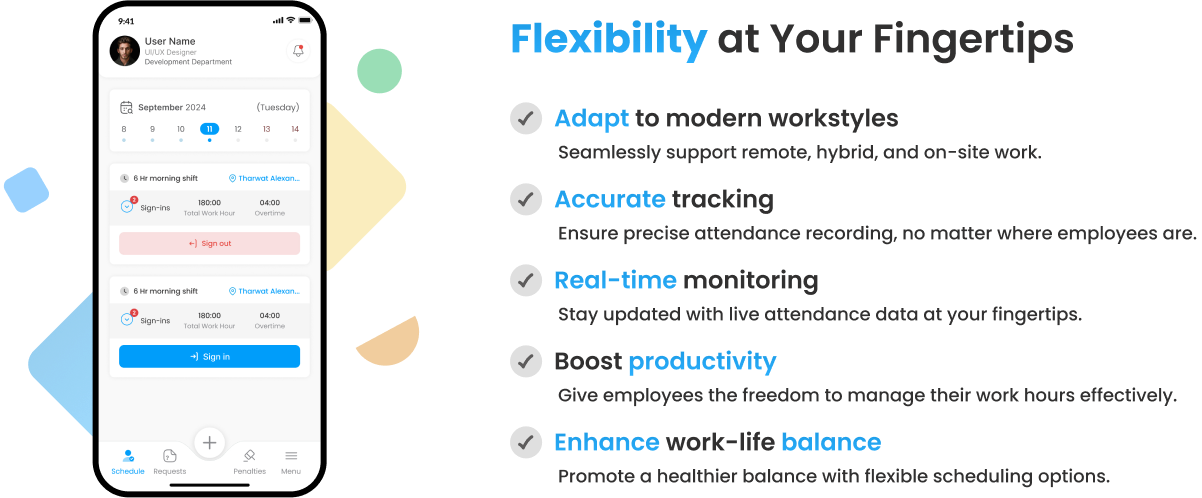 9:41
User Name
UI/UX Designer
Development Department
September 2024 (Tuesday)
8 9 10 11 12 13 14
6 Hr morning shift Tharwat Alexan...
2
Sign-ins
180:00 04:00
Total Work Hour Overtime
Sign out
6 Hr morning shift Tharwat Alexan...
2
Sign-ins
180:00 04:00
Total Work Hour Overtime
Sign in
Schedule Requests Penalties Menu
Flexibility at Your Fingertips
Adapt to modern workstyles
Seamlessly support remote, hybrid, and on-site work.
Accurate tracking
Ensure precise attendance recording, no matter where employees are.
Real-time monitoring
Stay updated with live attendance data at your fingertips.
Boost productivity
Give employees the freedom to manage their work hours effectively.
Enhance work-life balance
Promote a healthier balance with flexible scheduling options.